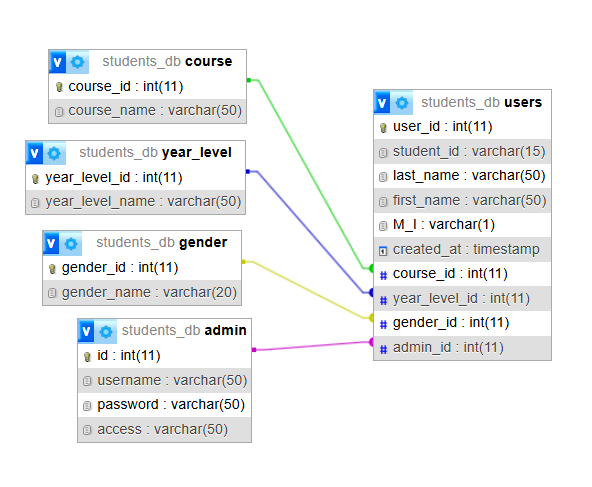 students_db course
course_id : int(11)
course_name : varchar(50)
students_db year_level
year_level_id : int(11)
year_level_name : varchar(50)
students_db gender
gender_id : int(11)
gender_name : varchar(20)
students_db admin
id : int(11)
username : varchar(50)
password : varchar(50)
access : varchar(50)
students_db users
user_id : int(11)
student_id : varchar(15)
last_name : varchar(50)
first_name : varchar(50)
M_I : varchar(1)
created_at : timestamp
# course_id : int(11)
# year_level_id : int(11)
# gender_id : int(11)
# admin_id : int(11)